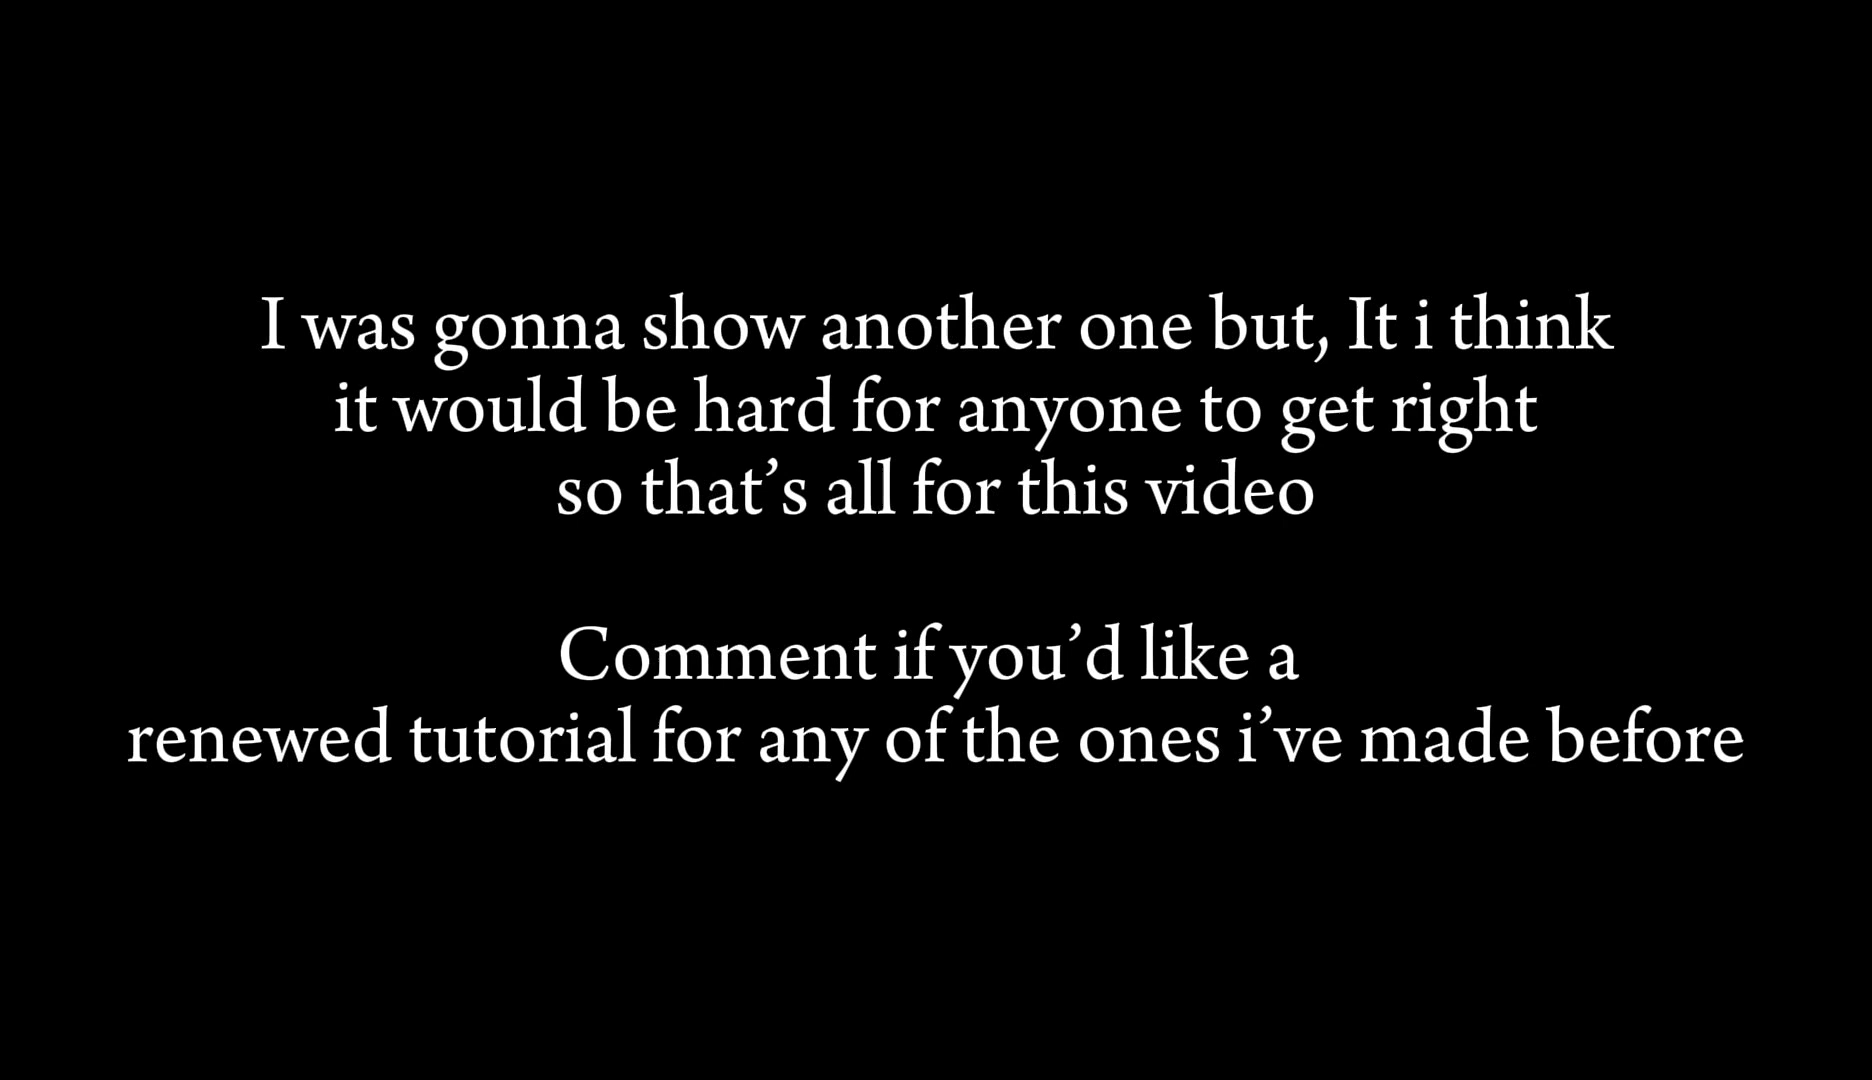 I was gonna show another one but, It i think
it would be hard for anyone to get right
so that’s all for this video
Comment if you’d like a
renewed tutorial for any of the ones i’ve made before